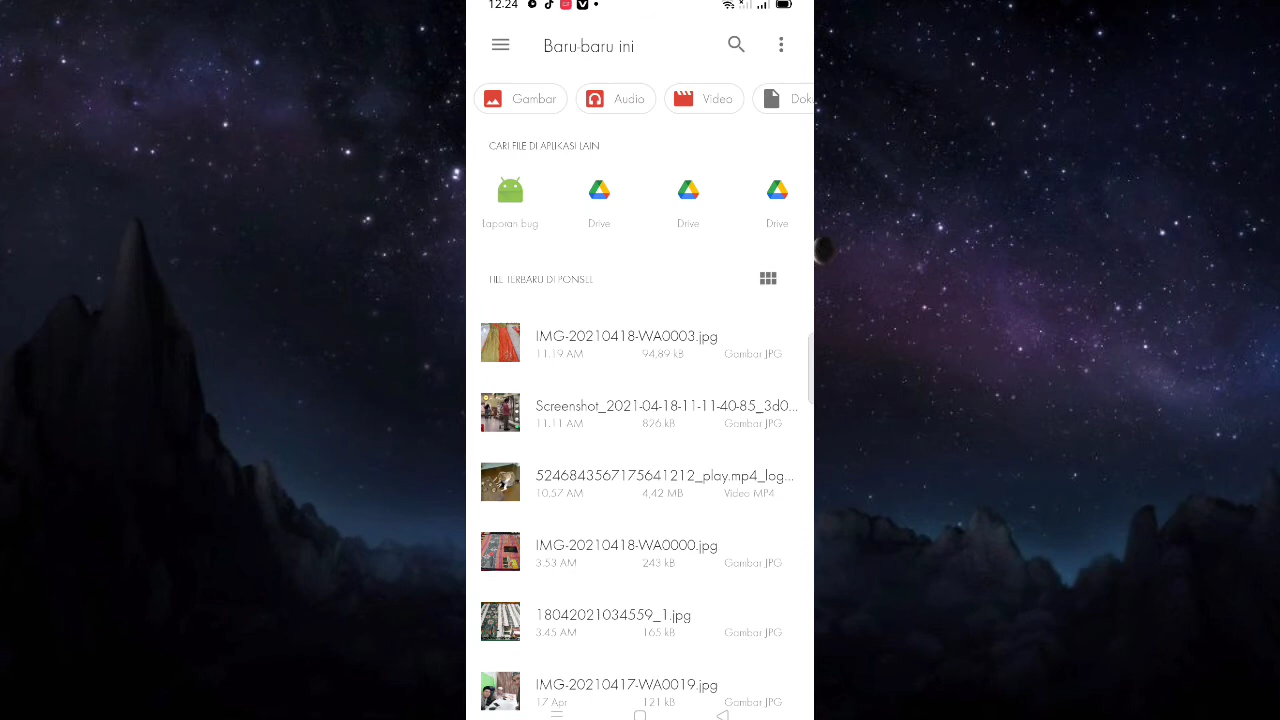 12.24
Baru-baru ini
Gambar
Audio
Video
Dok
CARI FILE DI APLIKASI LAIN
Laporan bug
Drive
Drive
Drive
FILE TERBARU DI PONSEL
IMG-20210418-WA0003.jpg
11.19 AM 94,89 kB Gambar JPG
Screenshot_2021-04-18-11-11-40-85_3d0...
11.11 AM 826 kB Gambar JPG
5246843567175641212_play.mp4_log...
10.57 AM 4,42 MB Video MP4
IMG-20210418-WA0000.jpg
3.53 AM 243 kB Gambar JPG
18042021034559_1.jpg
3.45 AM 165 kB Gambar JPG
IMG-20210417-WA0019.jpg
17 Apr 121 kB Gambar JPG